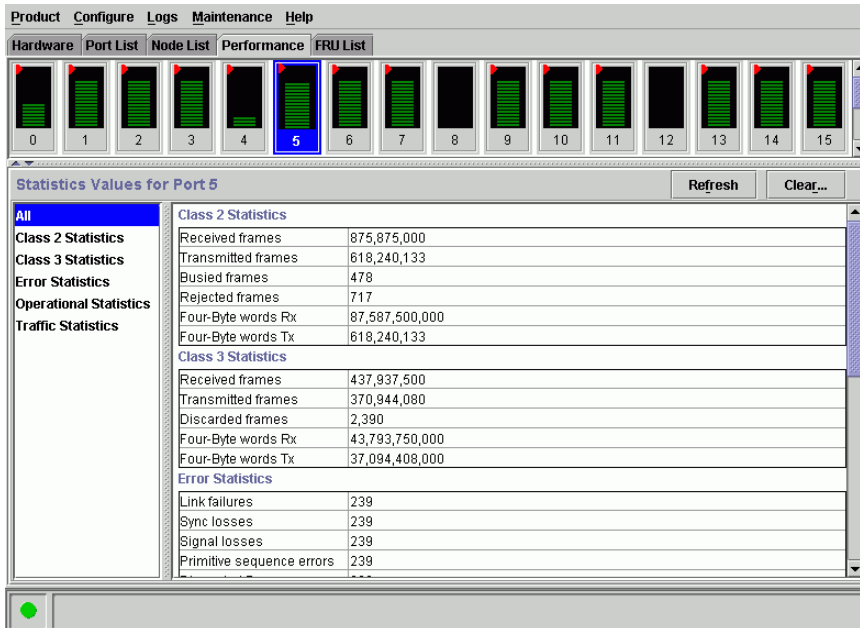 Product Configure Logs Maintenance Help
Hardware Port List Node List Performance FRU List
0 1 2 3 4 5 6 7 8 9 10 11 12 13 14 15
Statistics Values for Port 5
Refresh Clear...
All
Class 2 Statistics
Class 3 Statistics
Error Statistics
Operational Statistics
Traffic Statistics
Class 2 Statistics
Received frames 875,875,000
Transmitted frames 618,240,133
Busied frames 478
Rejected frames 717
Four-Byte words Rx 87,587,500,000
Four-Byte words Tx 618,240,133
Class 3 Statistics
Received frames 437,937,500
Transmitted frames 370,944,080
Discarded frames 2,390
Four-Byte words Rx 43,793,750,000
Four-Byte words Tx 37,094,408,000
Error Statistics
Link failures 239
Sync losses 239
Signal losses 239
Primitive sequence errors 239